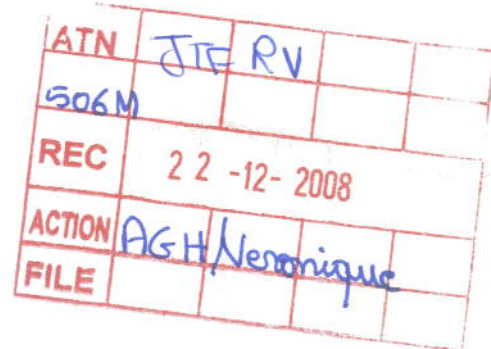 ATN JTF RV
506M
REC 22 -12- 2008
ACTION AGH Veronique
FILE